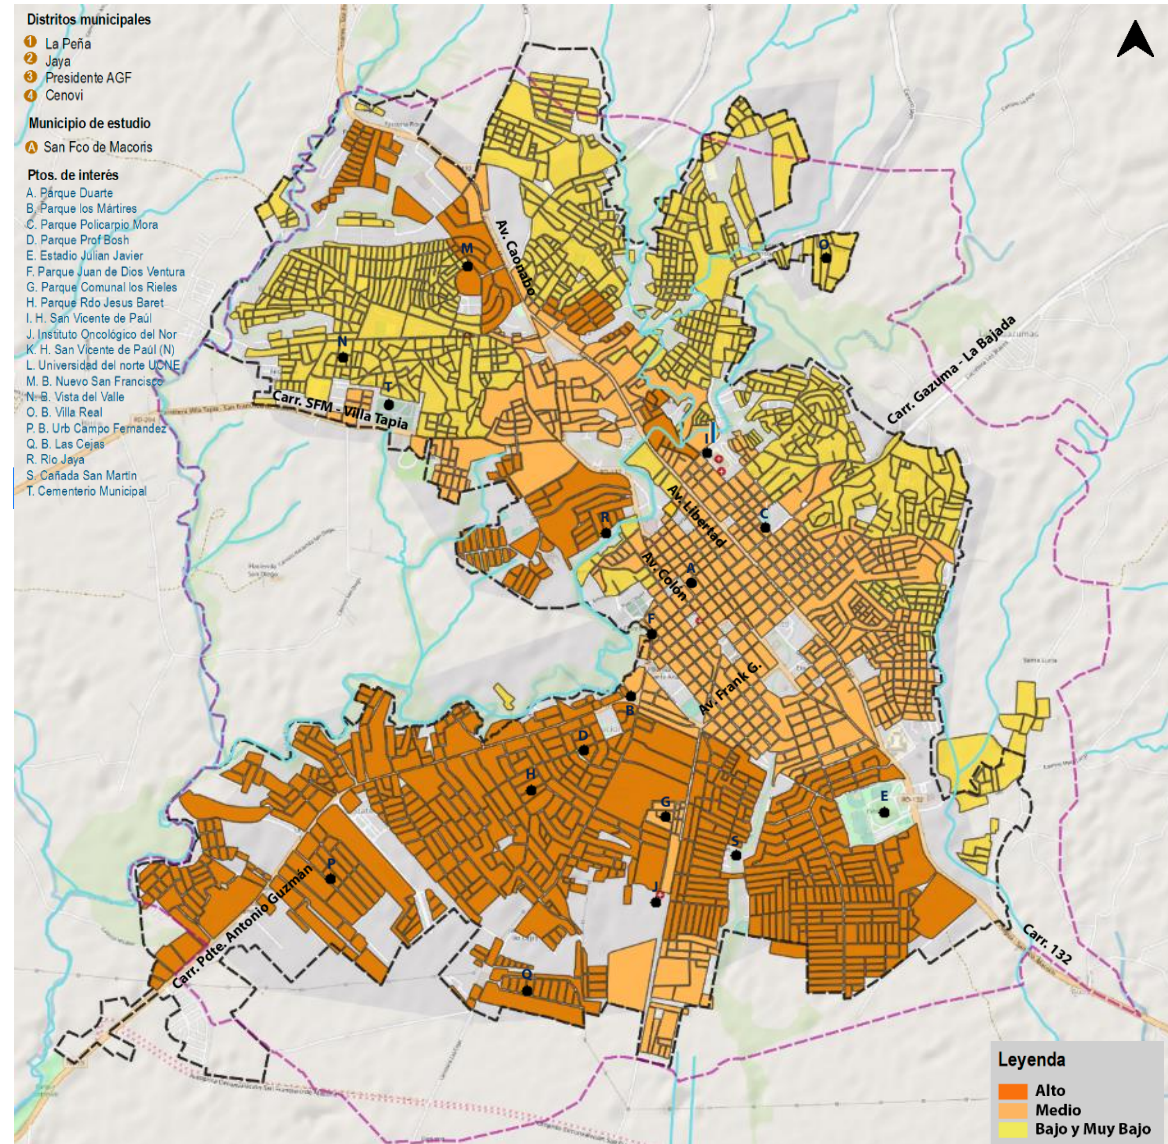 Distritos municipales
1 La Peña
2 Jaya
3 Presidente AGF
4 Cenovi
Municipio de estudio
A San Fco de Macoris
Ptos. de interés
A. Parque Duarte
B. Parque los Mártires
C. Parque Policarpio Mora
D. Parque Prof Bosh
E. Estadio Julian Javier
F. Parque Juan de Dios Ventura
G. Parque Comunal los Rieles
H. Parque Rdo Jesus Baret
I. H. San Vicente de Paúl
J. Instituto Oncológico del Nor
K. H. San Vicente de Paúl (N)
L. Universidad del norte UCNE
M. B. Nuevo San Francisco
N. B. Vista del Valle
O. B. Villa Real
P. B. Urb Campo Fernandez
Q. B. Las Cejas
R. Rio Jaya
S. Cañada San Martin
T. Cementerio Municipal
Av. Caonabo
O
M
N
T
Carr. SFM - Villa Tapia
Carr. Gazuma - La Bajada
I
Av. Libertad
C
R
Av. Colón
A
F
Av. Frank G.
B
D
H
G
E
RD-132
S
P
J
Carr. Pdte. Antonio Guzmán
Q
Carr. 132
Leyenda
Alto
Medio
Bajo y Muy Bajo